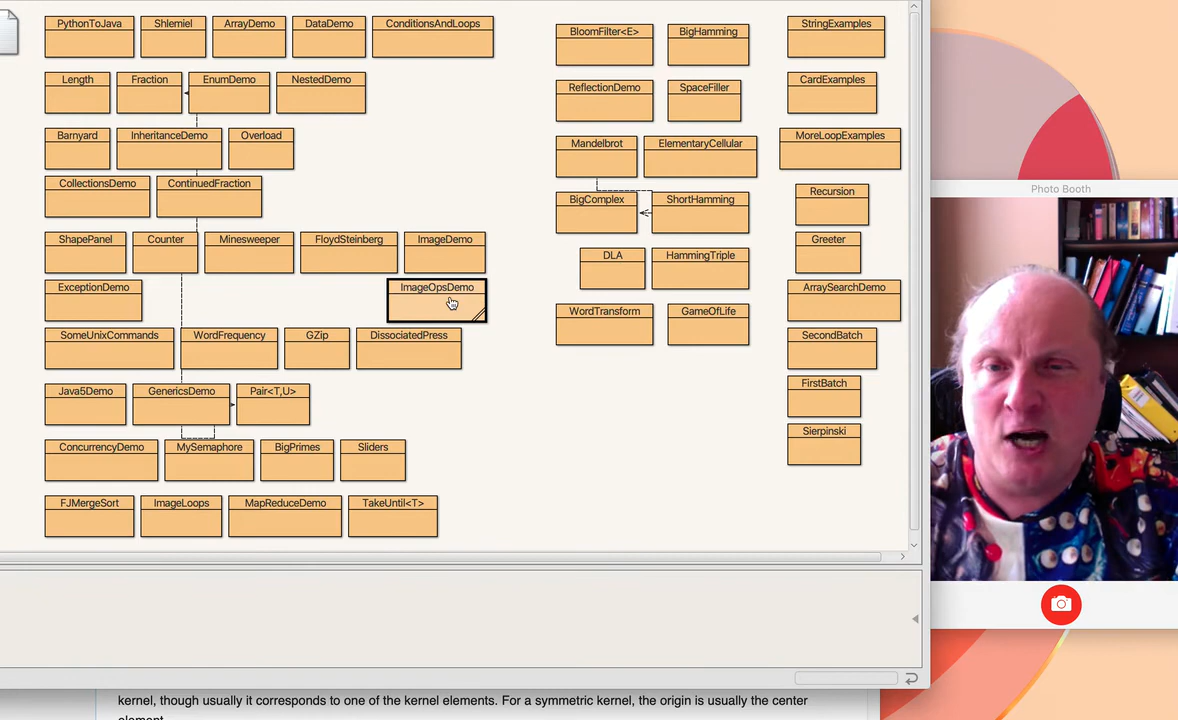 PythonToJava Shlemiel ArrayDemo DataDemo ConditionsAndLoops
Length Fraction EnumDemo NestedDemo
Barnyard InheritanceDemo Overload
CollectionsDemo ContinuedFraction
ShapePanel Counter Minesweeper FloydSteinberg ImageDemo
ExceptionDemo ImageOpsDemo
SomeUnixCommands WordFrequency GZip DissociatedPress
Java5Demo GenericsDemo Pair<T,U>
ConcurrencyDemo MySemaphore BigPrimes Sliders
FJMergeSort ImageLoops MapReduceDemo TakeUntil<T>
BloomFilter<E> BigHamming
ReflectionDemo SpaceFiller
Mandelbrot ElementaryCellular
BigComplex ShortHamming
DLA HammingTriple
WordTransform GameOfLife
StringExamples
CardExamples
MoreLoopExamples
Recursion
Greeter
ArraySearchDemo
SecondBatch
FirstBatch
Sierpinski
Photo Booth
kernel, though usually it corresponds to one of the kernel elements. For a symmetric kernel, the origin is usually the center
element.